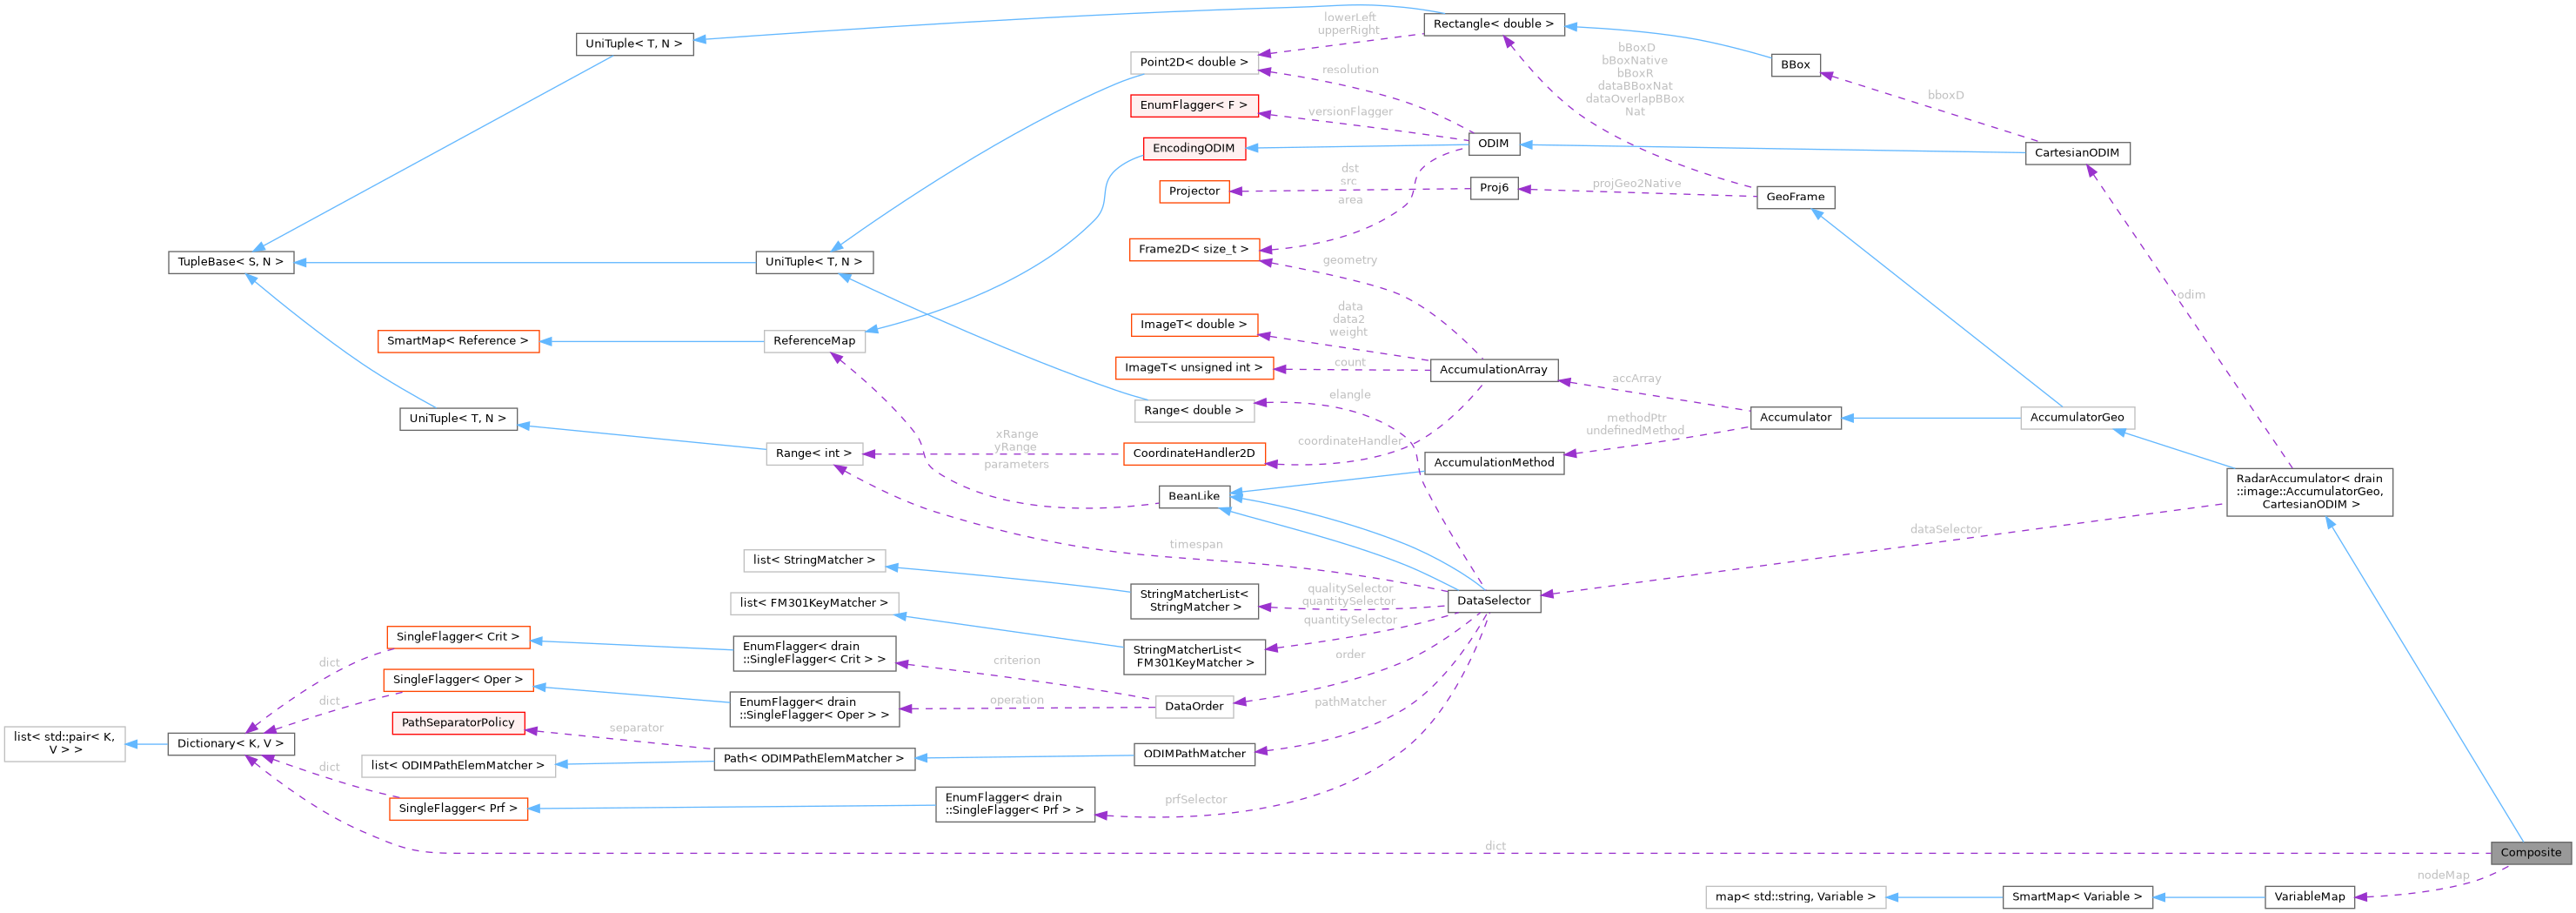 Rectangle< double >
lowerLeft
upperRight
UniTuple< T, N >
bBoxD
bBoxNative
bBoxR
dataBBoxNat
dataOverlapBBox
Nat
Point2D< double >
BBox
resolution
EnumFlagger< F >
bboxD
versionFlagger
ODIM
EncodingODIM
CartesianODIM
dst
src
Projector
Proj6
projGeo2Native
GeoFrame
area
Frame2D< size_t >
TupleBase< S, N >
UniTuple< T, N >
geometry
odim
data
data2
weight
ImageT< double >
SmartMap< Reference >
ReferenceMap
count
ImageT< unsigned int >
AccumulationArray
accArray
elangle
Range< double >
UniTuple< T, N >
Accumulator
AccumulatorGeo
methodPtr
undefinedMethod
xRange
yRange
coordinateHandler
Range< int >
CoordinateHandler2D
parameters
AccumulationMethod
RadarAccumulator< drain
::image::AccumulatorGeo,
CartesianODIM >
BeanLike
dataSelector
timespan
list< StringMatcher >
qualitySelector
quantitySelector
StringMatcherList<
StringMatcher >
DataSelector
list< FM301KeyMatcher >
quantitySelector
SingleFlagger< Crit >
EnumFlagger< drain
::SingleFlagger< Crit > >
StringMatcherList<
FM301KeyMatcher >
dict
criterion
order
SingleFlagger< Oper >
dict
EnumFlagger< drain
::SingleFlagger< Oper > >
operation
DataOrder
pathMatcher
PathSeparatorPolicy
separator
list< std::pair< K,
V > >
Dictionary< K, V >
list< ODIMPathElemMatcher >
Path< ODIMPathElemMatcher >
ODIMPathMatcher
dict
SingleFlagger< Prf >
EnumFlagger< drain
::SingleFlagger< Prf > >
prfSelector
dict
Composite
nodeMap
map< std::string, Variable >
SmartMap< Variable >
VariableMap